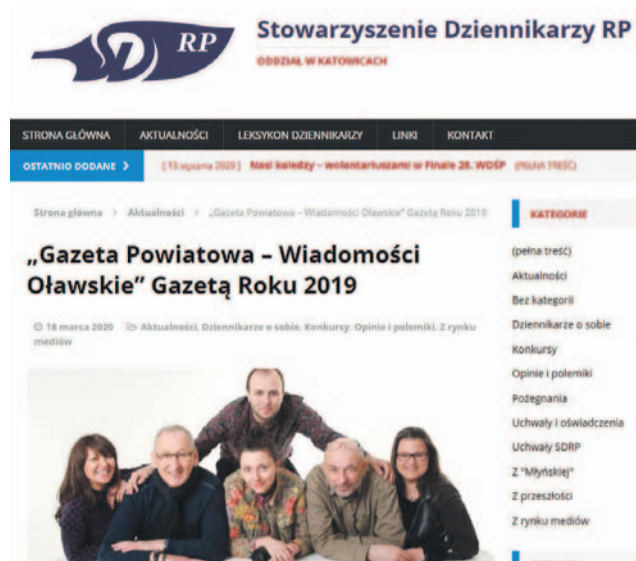 SD RP
Stowarzyszenie Dziennikarzy RP
ODDZIAŁ W KATOWICACH
STRONA GŁÓWNA AKTUALNOŚCI LEKSYKON DZIENNIKARZY LINKI KONTAKT
OSTATNIO DODANE [ 13 stycznia 2020 ] Nasi koledzy – wolontariuszami w Finale 28. WOŚP (PEŁNA TREŚĆ)
Strona główna > Aktualności > „Gazeta Powiatowa – Wiadomości Oławskie” Gazetą Roku 2019
„Gazeta Powiatowa – Wiadomości
Oławskie” Gazetą Roku 2019
18 marca 2020 Aktualności, Dziennikarze o sobie, Konkursy, Opinie i polemiki, Z rynku
mediów
KATEGORIE
(pełna treść)
Aktualności
Bez kategorii
Dziennikarze o sobie
Konkursy
Opinie i polemiki
Pożegnania
Uchwały i oświadczenia
Uchwały SDRP
Z "Młyńskiej"
Z przeszłości
Z rynku mediów